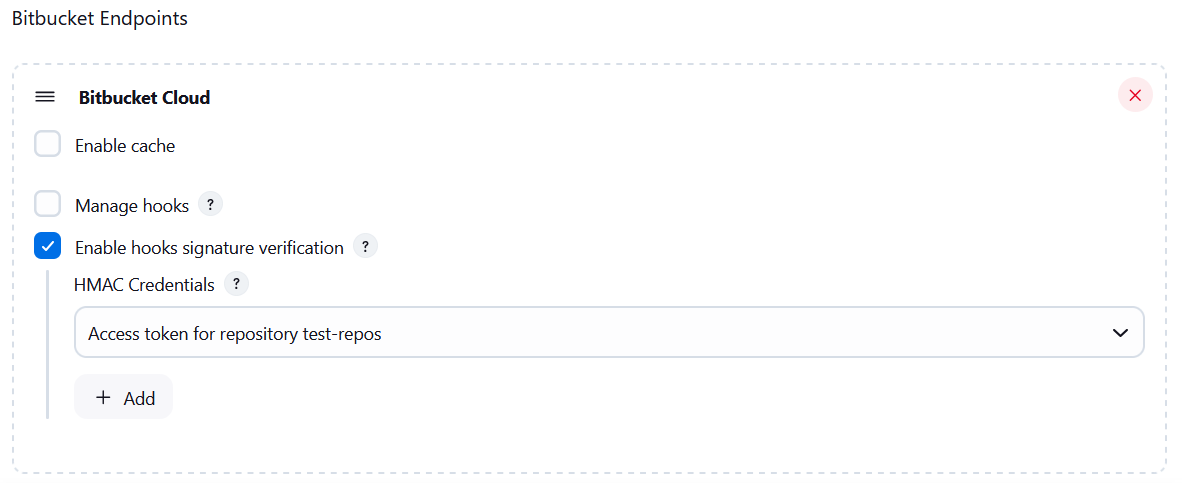 Bitbucket Endpoints
Bitbucket Cloud
Enable cache
Manage hooks ?
Enable hooks signature verification ?
HMAC Credentials ?
Access token for repository test-repos
+ Add